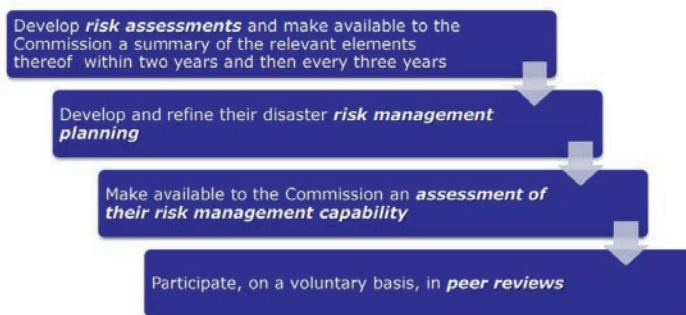 Develop risk assessments and make available to the
Commission a summary of the relevant elements
thereof within two years and then every three years
Develop and refine their disaster risk management
planning
Make available to the Commission an assessment of
their risk management capability
Participate, on a voluntary basis, in peer reviews